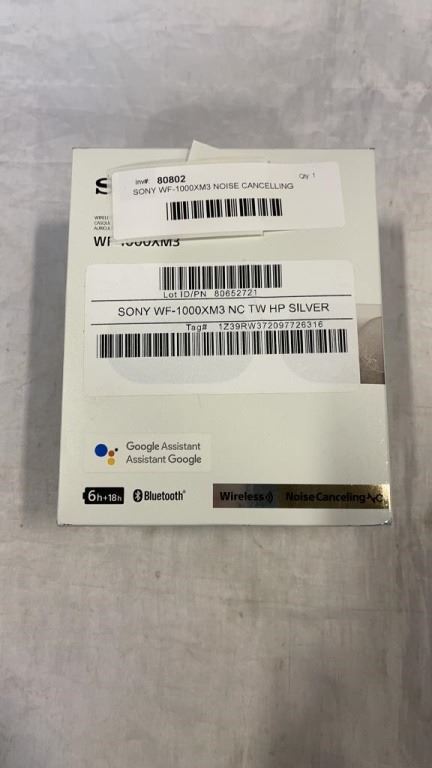 Inv# 80802 Qty 1
SONY WF-1000XM3 NOISE CANCELLING
S
WF-1000XM3
Lot ID/PN 80652721
SONY WF-1000XM3 NC TW HP SILVER
Tag# 1Z39RW372097726316
Google Assistant
Assistant Google
6h+18h Bluetooth® Wireless Noise Canceling NC